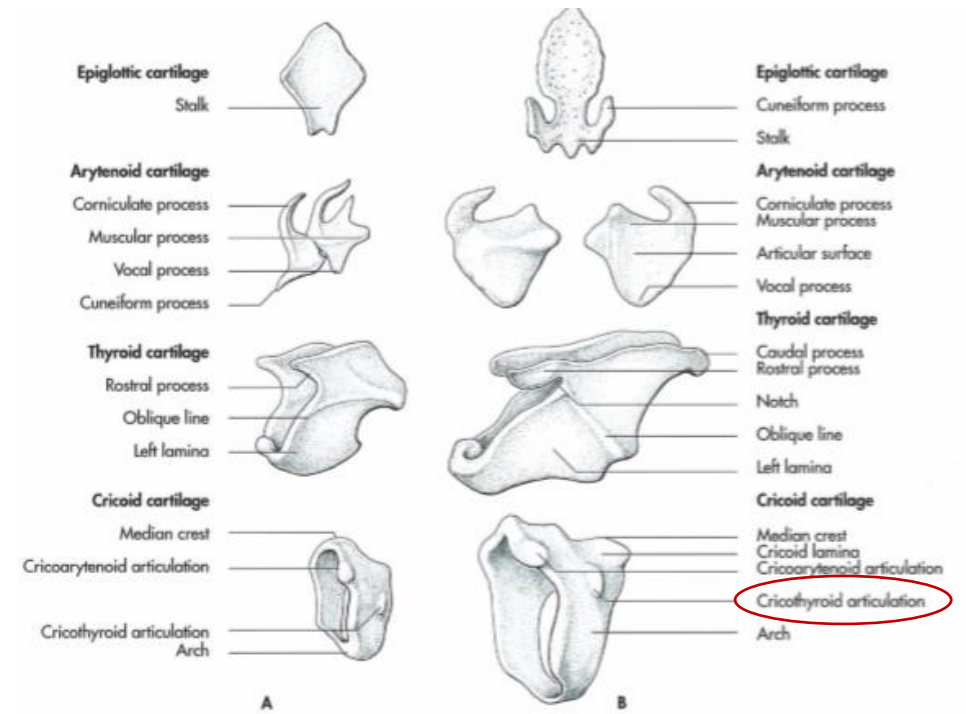 Epiglottic cartilage
Stalk
Arytenoid cartilage
Corniculate process
Muscular process
Vocal process
Cuneiform process
Thyroid cartilage
Rostral process
Oblique line
Left lamina
Cricoid cartilage
Median crest
Cricoarytenoid articulation
Cricothyroid articulation
Arch
A
Epiglottic cartilage
Cuneiform process
Stalk
Arytenoid cartilage
Corniculate process
Muscular process
Articular surface
Vocal process
Thyroid cartilage
Caudal process
Rostral process
Notch
Oblique line
Left lamina
Cricoid cartilage
Median crest
Cricoid lamina
Cricoarytenoid articulation
Cricothyroid articulation
Arch
B